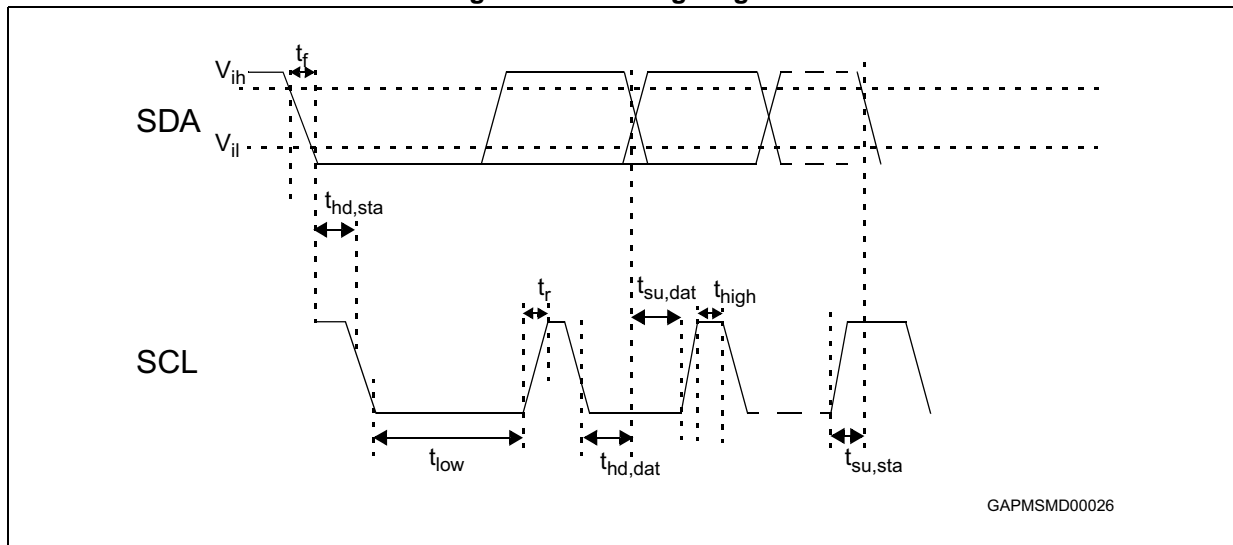 t_f
V_ih
SDA
V_il
t_hd,sta
t_r
t_su,dat
t_high
SCL
t_low
t_hd,dat
t_su,sta
GAPMSMD00026